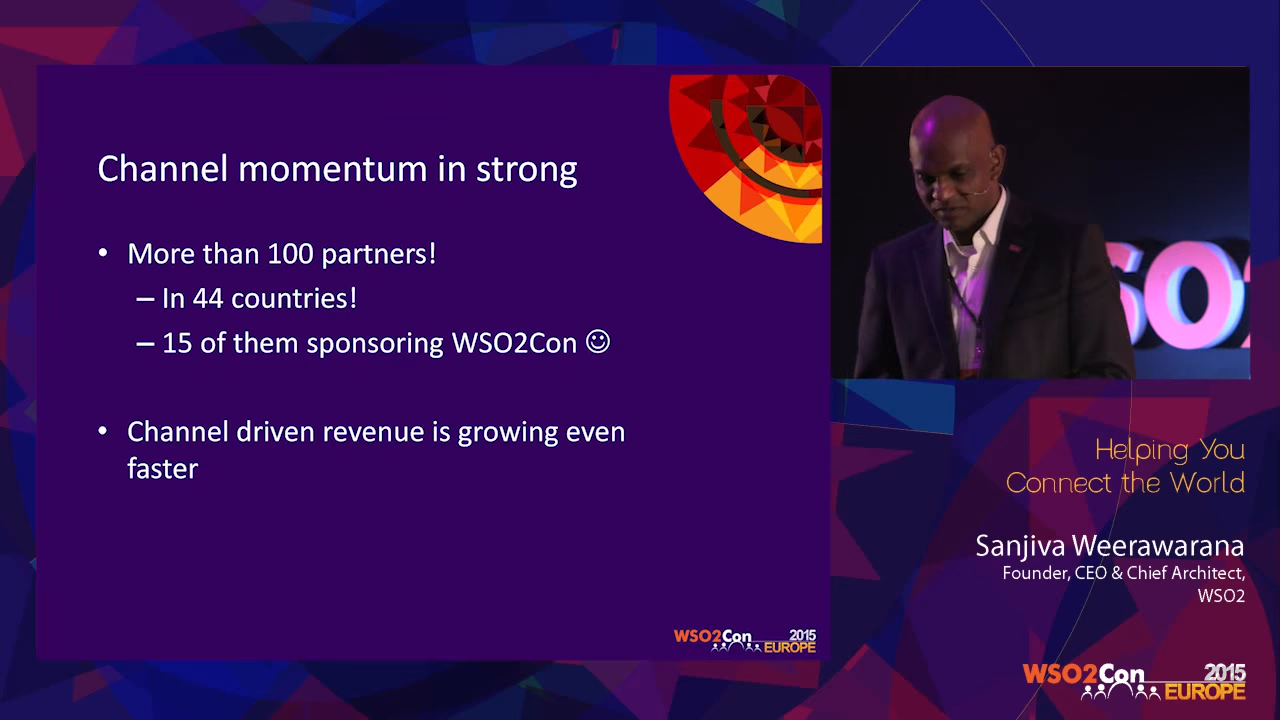 Channel momentum in strong
• More than 100 partners!
– In 44 countries!
– 15 of them sponsoring WSO2Con ☺
• Channel driven revenue is growing even
faster
WSO2Con 2015
EUROPE
SO2
Helping You
Connect the World
Sanjiva Weerawarana
Founder, CEO & Chief Architect,
WSO2
WSO2Con 2015
EUROPE